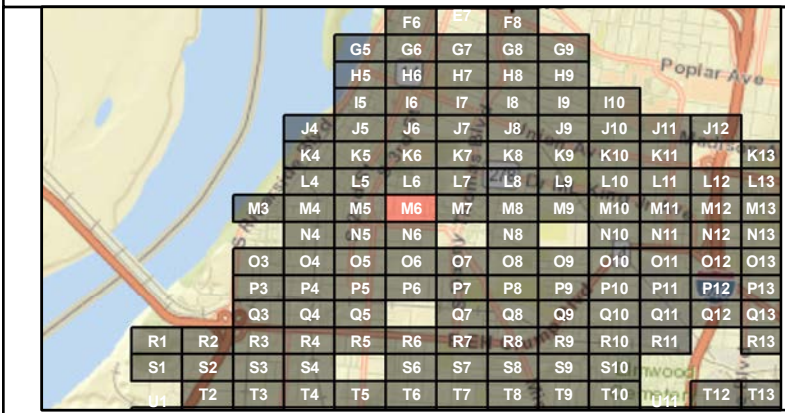 F6 E7 F8
G5 G6 G7 G8 G9
H5 H6 H7 H8 H9
Poplar Ave
I5 I6 I7 I8 I9 I10
J4 J5 J6 J7 J8 J9 J10 J11 J12
K4 K5 K6 K7 K8 K9 K10 K11 K13
L4 L5 L6 L7 L8 L9 L10 L11 L12 L13
M3 M4 M5 M6 M7 M8 M9 M10 M11 M12 M13
N4 N5 N6 N8 N10 N11 N12 N13
O3 O4 O5 O6 O7 O8 O9 O10 O11 O12 O13
P3 P4 P5 P6 P7 P8 P9 P10 P11 P12 P13
Q3 Q4 Q5 Q7 Q8 Q9 Q10 Q11 Q12 Q13
R1 R2 R3 R4 R5 R6 R7 R8 R9 R10 R11 R13
S1 S2 S3 S4 S6 S7 S8 S9 S10
U1 T2 T3 T4 T5 T6 T7 T8 T9 T10 U11 T12 T13
S Riverside Blvd
Union Ave